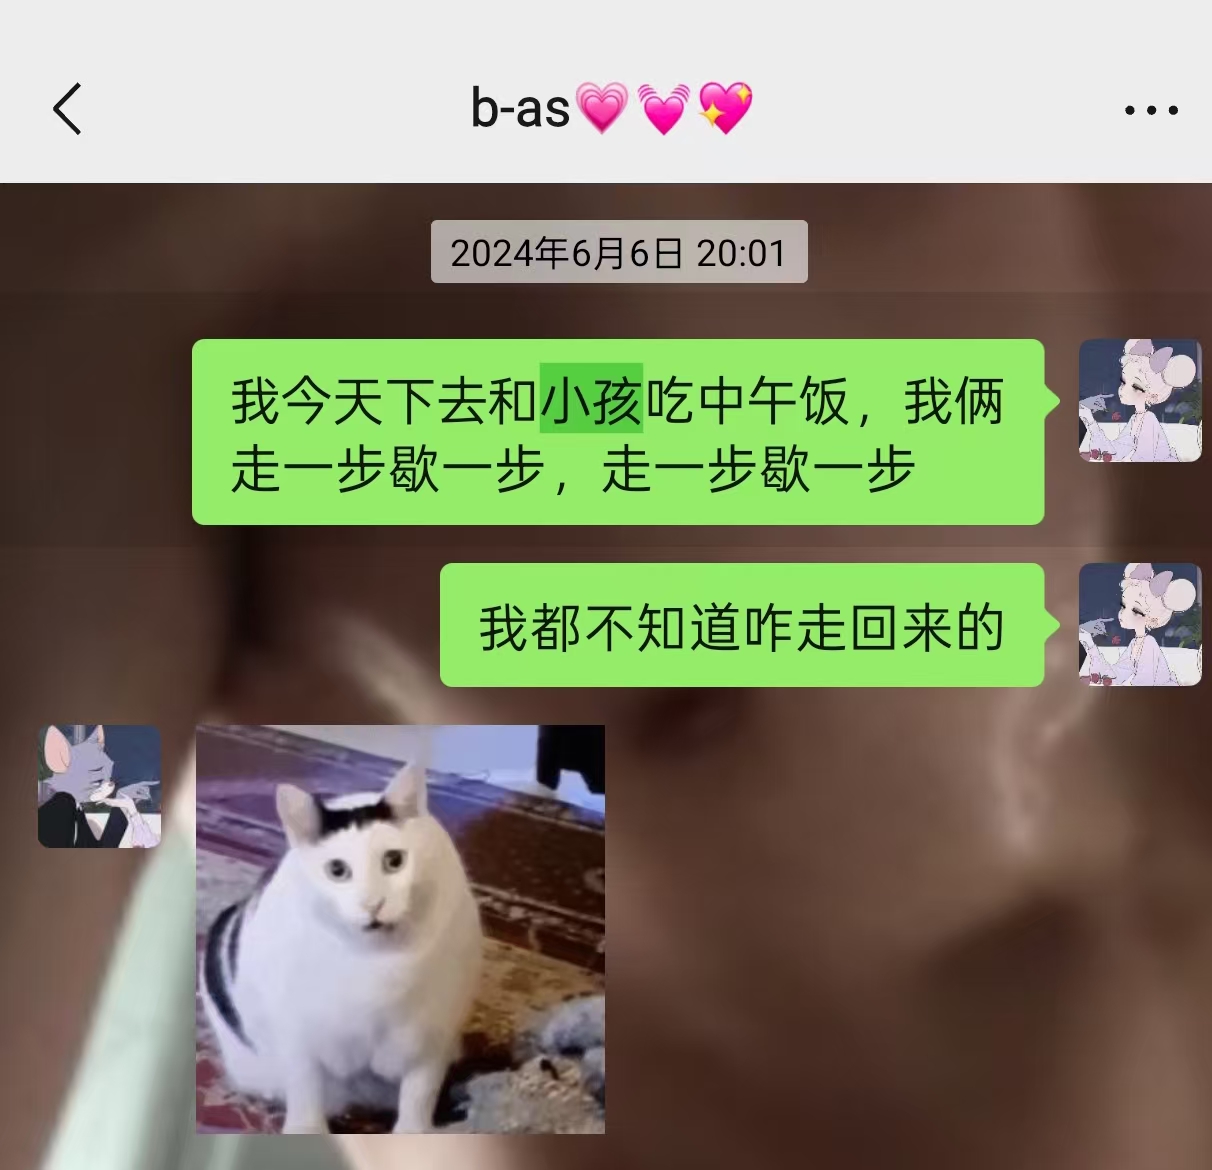 b-as💗💓💖
2024年6月6日 20:01
我今天下去和小孩吃中午饭，我俩
走一步歇一步，走一步歇一步
我都不知道咋走回来的